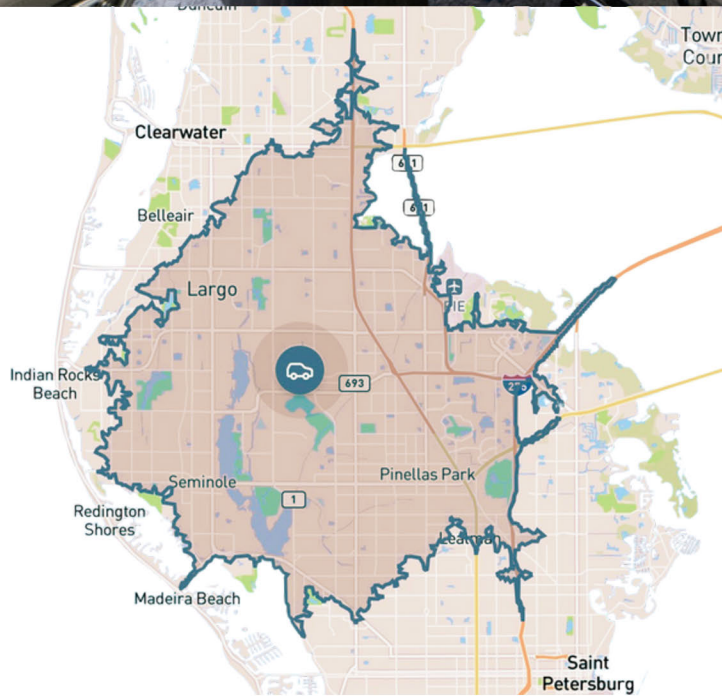 Dunedin
Town
Coun
Clearwater
611
611
Belleair
Largo
PIE
Indian Rocks
Beach
693
275
Seminole
Pinellas Park
1
Redington
Shores
Lealman
Madeira Beach
Saint
Petersburg